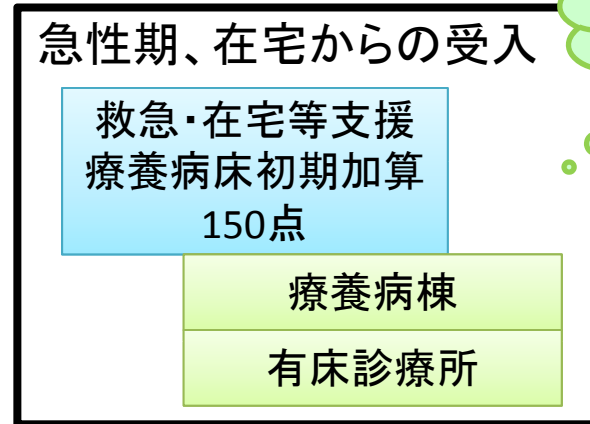 急性期、在宅からの受入
救急・在宅等支援
療養病床初期加算
150点
療養病棟
有床診療所